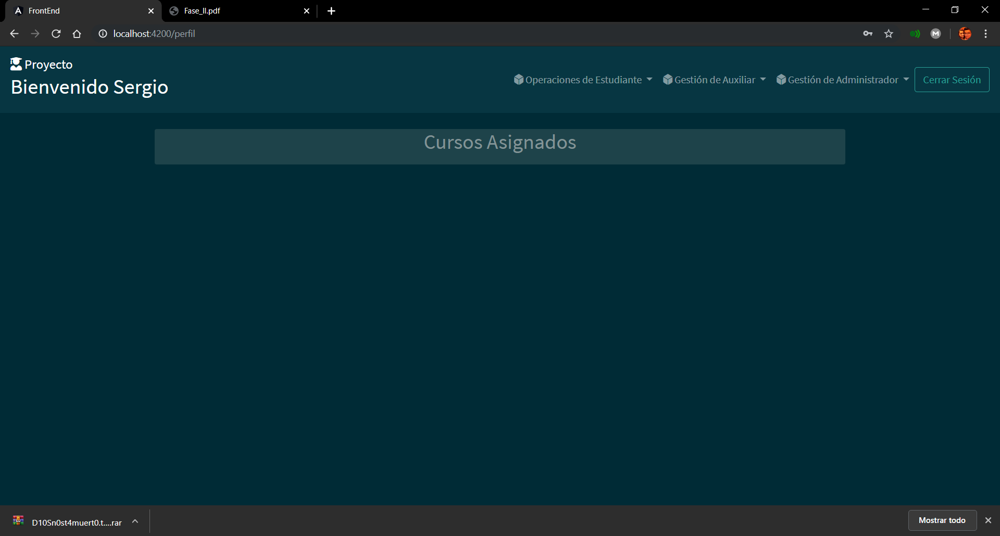 FrontEnd
Fase_II.pdf
localhost:4200/perfil
Proyecto
Bienvenido Sergio
Operaciones de Estudiante
Gestión de Auxiliar
Gestión de Administrador
Cerrar Sesión
Cursos Asignados
D10Sn0st4muert0.t....rar
Mostrar todo